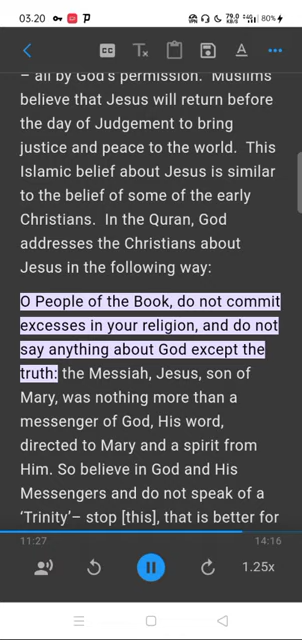 03.20
79.0 KB/S
80%
CC
– all by God's permission.  Muslims
believe that Jesus will return before
the day of Judgement to bring
justice and peace to the world.  This
Islamic belief about Jesus is similar
to the belief of some of the early
Christians.  In the Quran, God
addresses the Christians about
Jesus in the following way:
O People of the Book, do not commit
excesses in your religion, and do not
say anything about God except the
truth: the Messiah, Jesus, son of
Mary, was nothing more than a
messenger of God, His word,
directed to Mary and a spirit from
Him. So believe in God and His
Messengers and do not speak of a
'Trinity'– stop [this], that is better for
11:27
14:16
1.25x